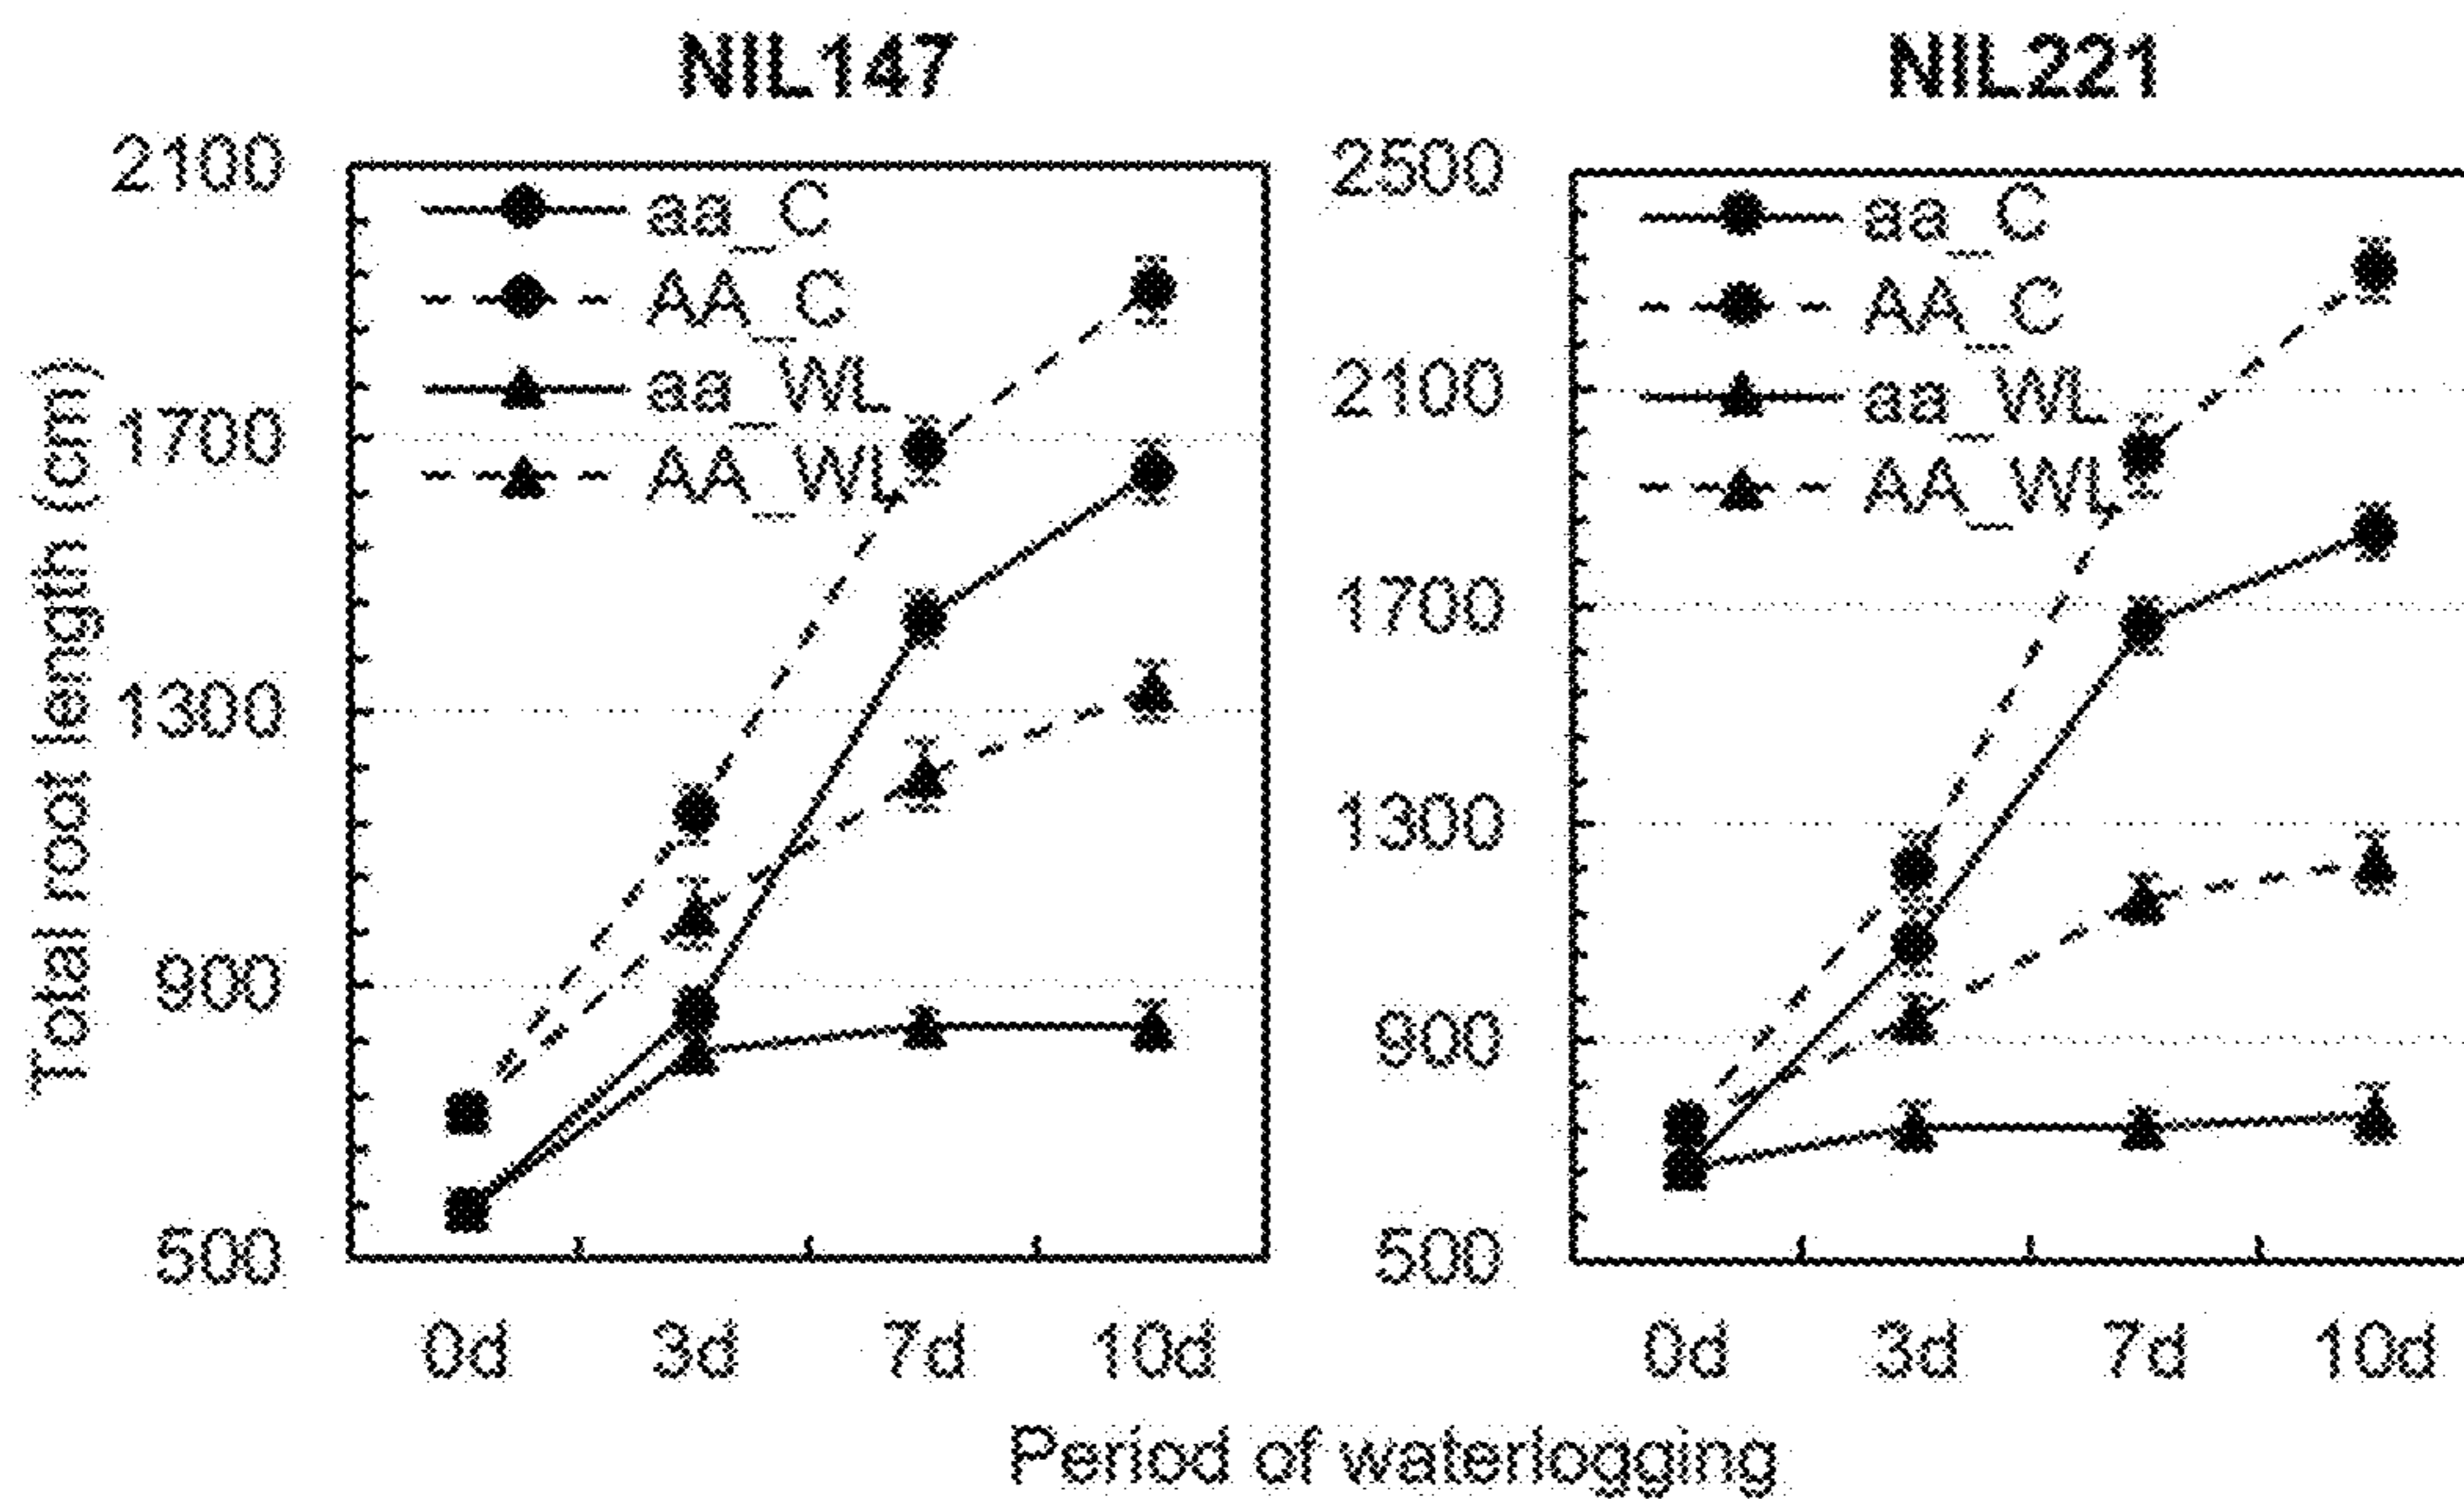 NIL147
2100
1700
1300
900
500
aa_C
AA_C
aa_WL
AA_WL
0d 3d 7d 10d
Total root length (cm)
NIL221
2500
2100
1700
1300
900
500
aa_C
AA_C
aa_WL
AA_WL
0d 3d 7d 10d
Period of waterlogging